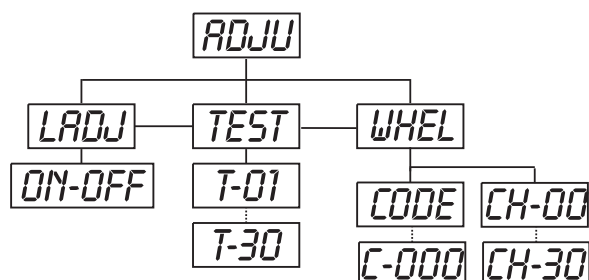 ADJU
LADJ TEST WHEL
ON-OFF T-01 CODE CH-00
T-30 C-000 CH-30